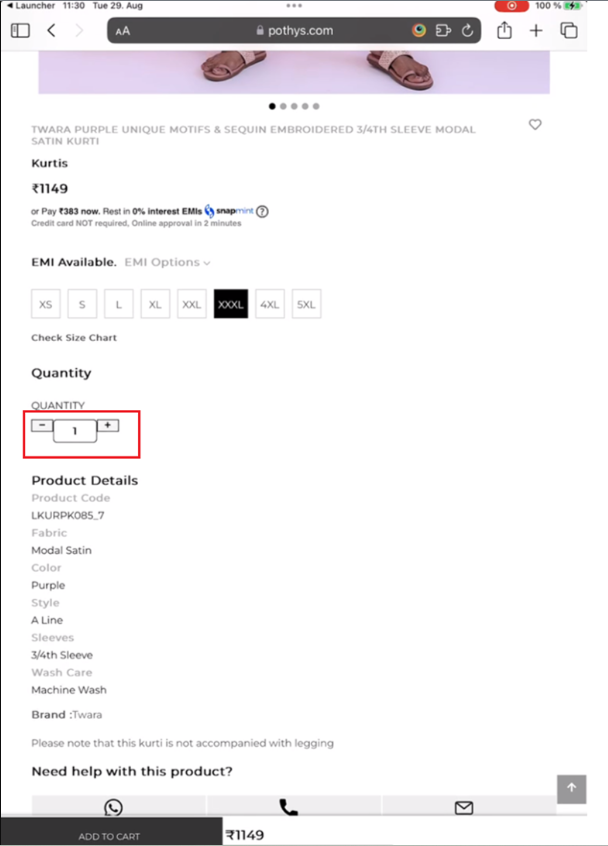 Launcher 11:30 Tue 29. Aug 100 %
AA pothys.com
TWARA PURPLE UNIQUE MOTIFS & SEQUIN EMBROIDERED 3/4TH SLEEVE MODAL
SATIN KURTI
Kurtis
₹1149
or Pay ₹383 now. Rest in 0% interest EMIs snapmint ?
Credit card NOT required, Online approval in 2 minutes
EMI Available. EMI Options
XS S L XL XXL XXXL 4XL 5XL
Check Size Chart
Quantity
QUANTITY
− 1 +
Product Details
Product Code
LKURPK085_7
Fabric
Modal Satin
Color
Purple
Style
A Line
Sleeves
3/4th Sleeve
Wash Care
Machine Wash
Brand :Twara
Please note that this kurti is not accompanied with legging
Need help with this product?
ADD TO CART ₹1149